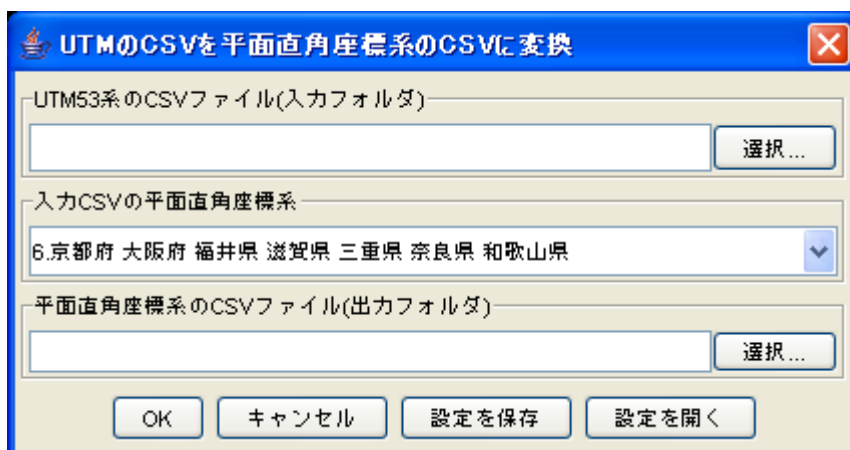 UTMのCSVを平面直角座標系のCSVに変換
UTM53系のCSVファイル(入力フォルダ)
選択...
入力CSVの平面直角座標系
6.京都府 大阪府 福井県 滋賀県 三重県 奈良県 和歌山県
平面直角座標系のCSVファイル(出力フォルダ)
選択...
OK キャンセル 設定を保存 設定を開く